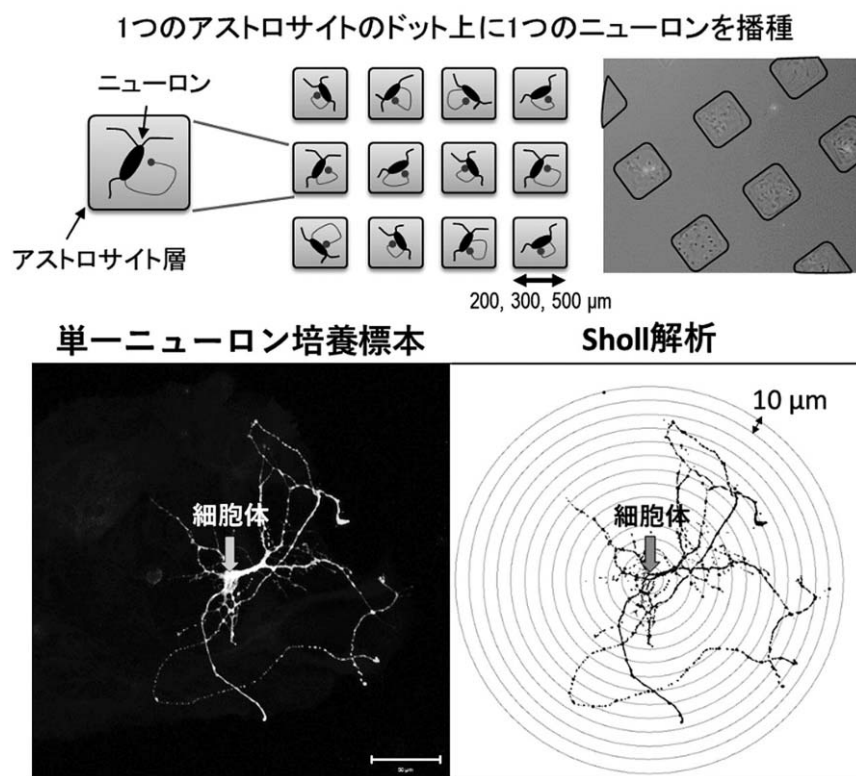 1つのアストロサイトのドット上に1つのニューロンを播種
ニューロン
アストロサイト層
200, 300, 500 μm
単一ニューロン培養標本
Sholl解析
細胞体
10 μm
細胞体
50 μm